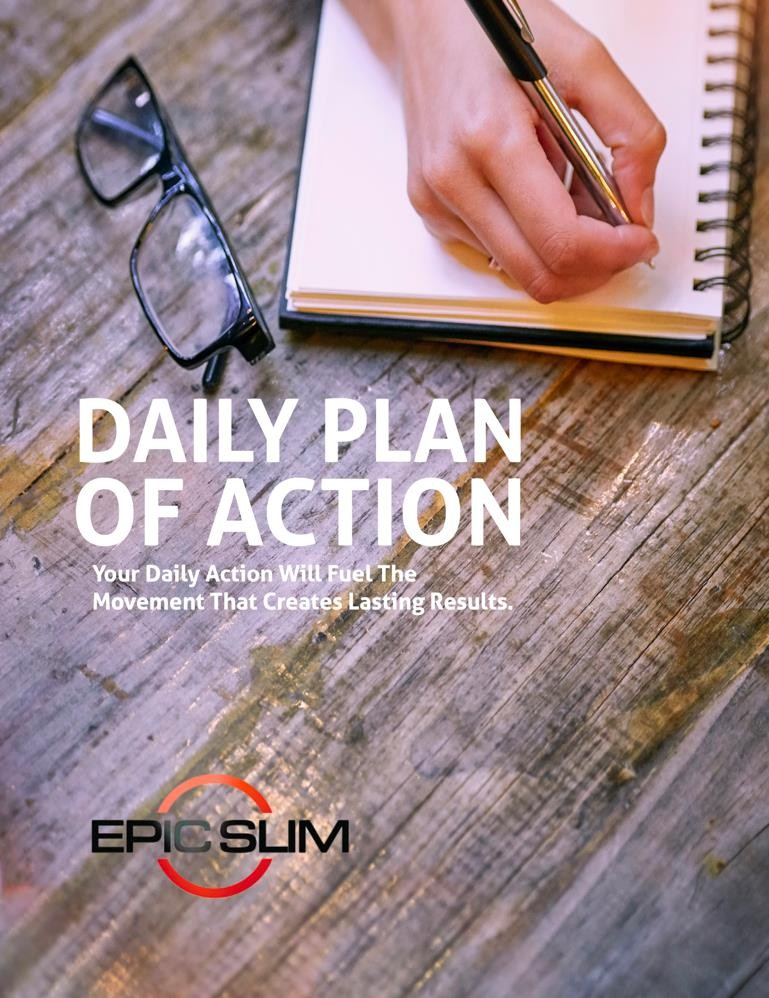 DAILY PLAN
OF ACTION
Your Daily Action Will Fuel The
Movement That Creates Lasting Results.
EPIC SLIM